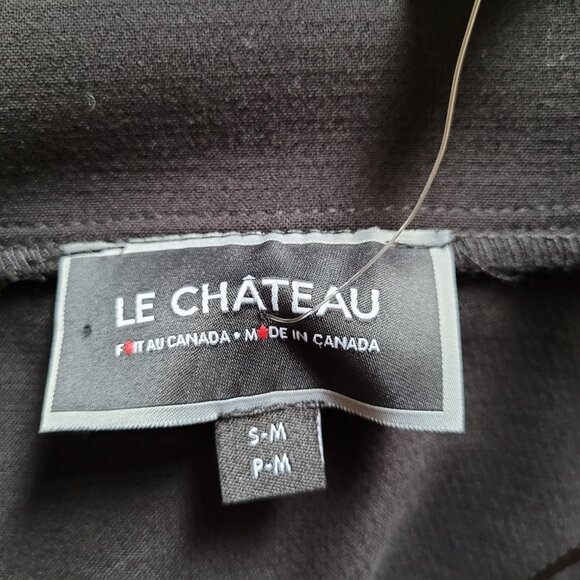 LE CHÂTEAU
FAIT AU CANADA • MADE IN CANADA
S-M
P-M